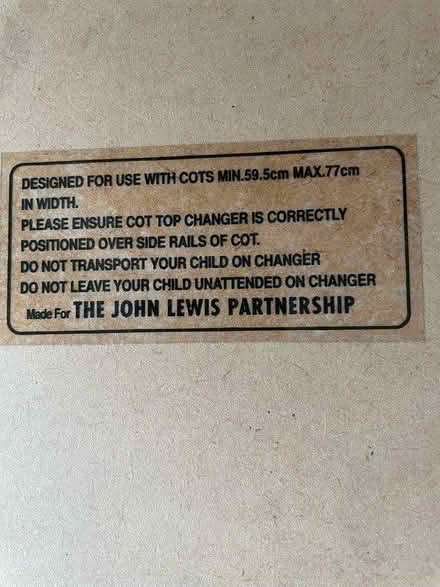 DESIGNED FOR USE WITH COTS MIN.59.5cm MAX.77cm
IN WIDTH.
PLEASE ENSURE COT TOP CHANGER IS CORRECTLY
POSITIONED OVER SIDE RAILS OF COT.
DO NOT TRANSPORT YOUR CHILD ON CHANGER
DO NOT LEAVE YOUR CHILD UNATTENDED ON CHANGER
Made For THE JOHN LEWIS PARTNERSHIP